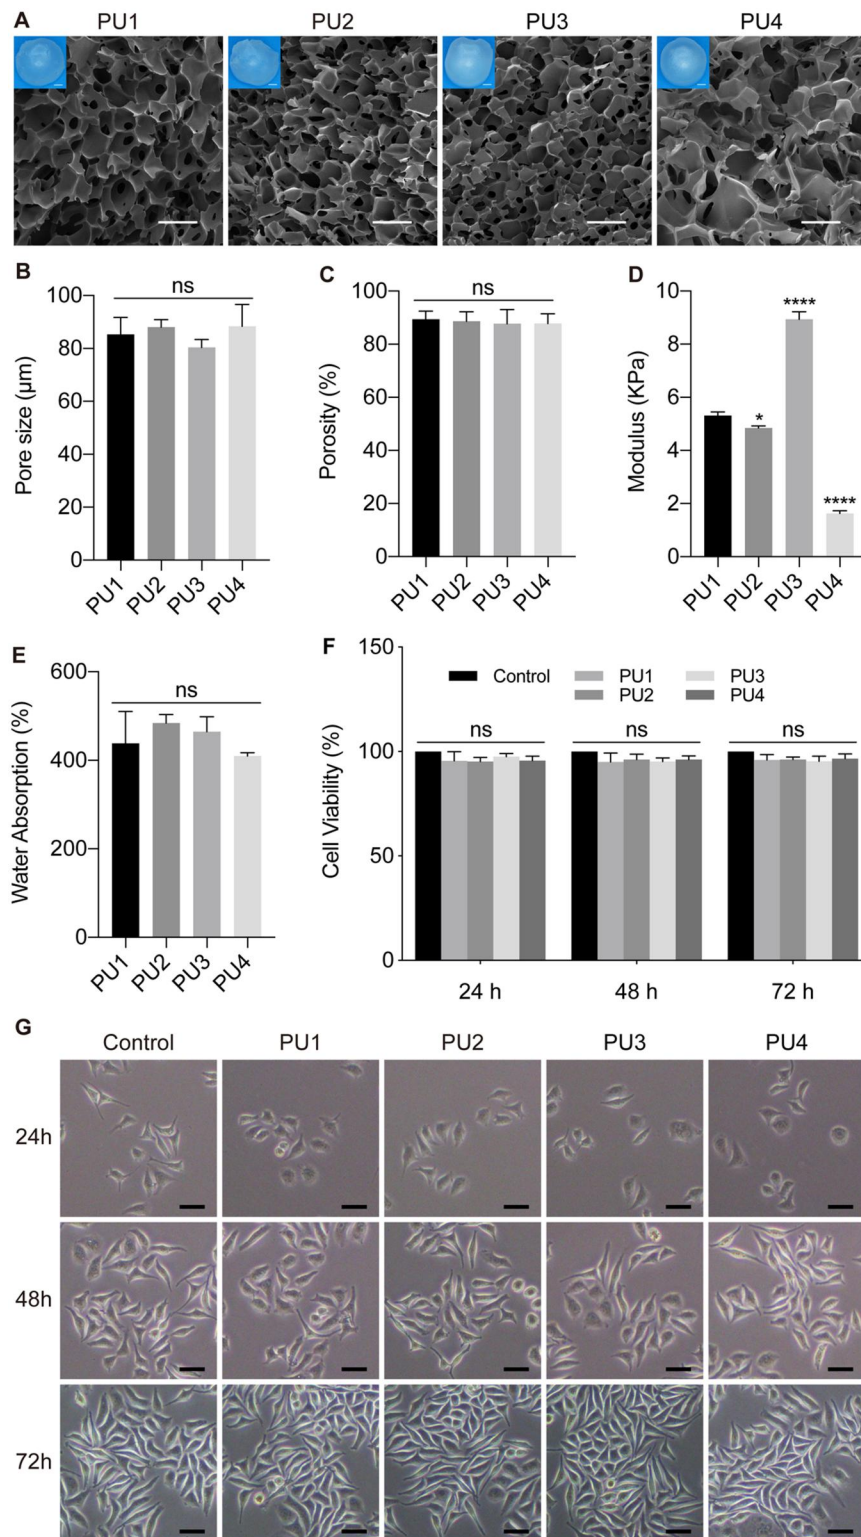 A
PU1 PU2 PU3 PU4
B
ns
Pore size (µm)
100
80
60
40
20
0
PU1 PU2 PU3 PU4
C
ns
Porosity (%)
100
80
60
40
20
0
PU1 PU2 PU3 PU4
D
Modulus (KPa)
10
8
6
4
2
0
*
****
****
PU1 PU2 PU3 PU4
E
ns
Water Absorption (%)
600
400
200
0
PU1 PU2 PU3 PU4
F
Cell Viability (%)
150
100
50
0
Control PU1 PU3
PU2 PU4
ns ns ns
24 h 48 h 72 h
G
Control PU1 PU2 PU3 PU4
24h
48h
72h